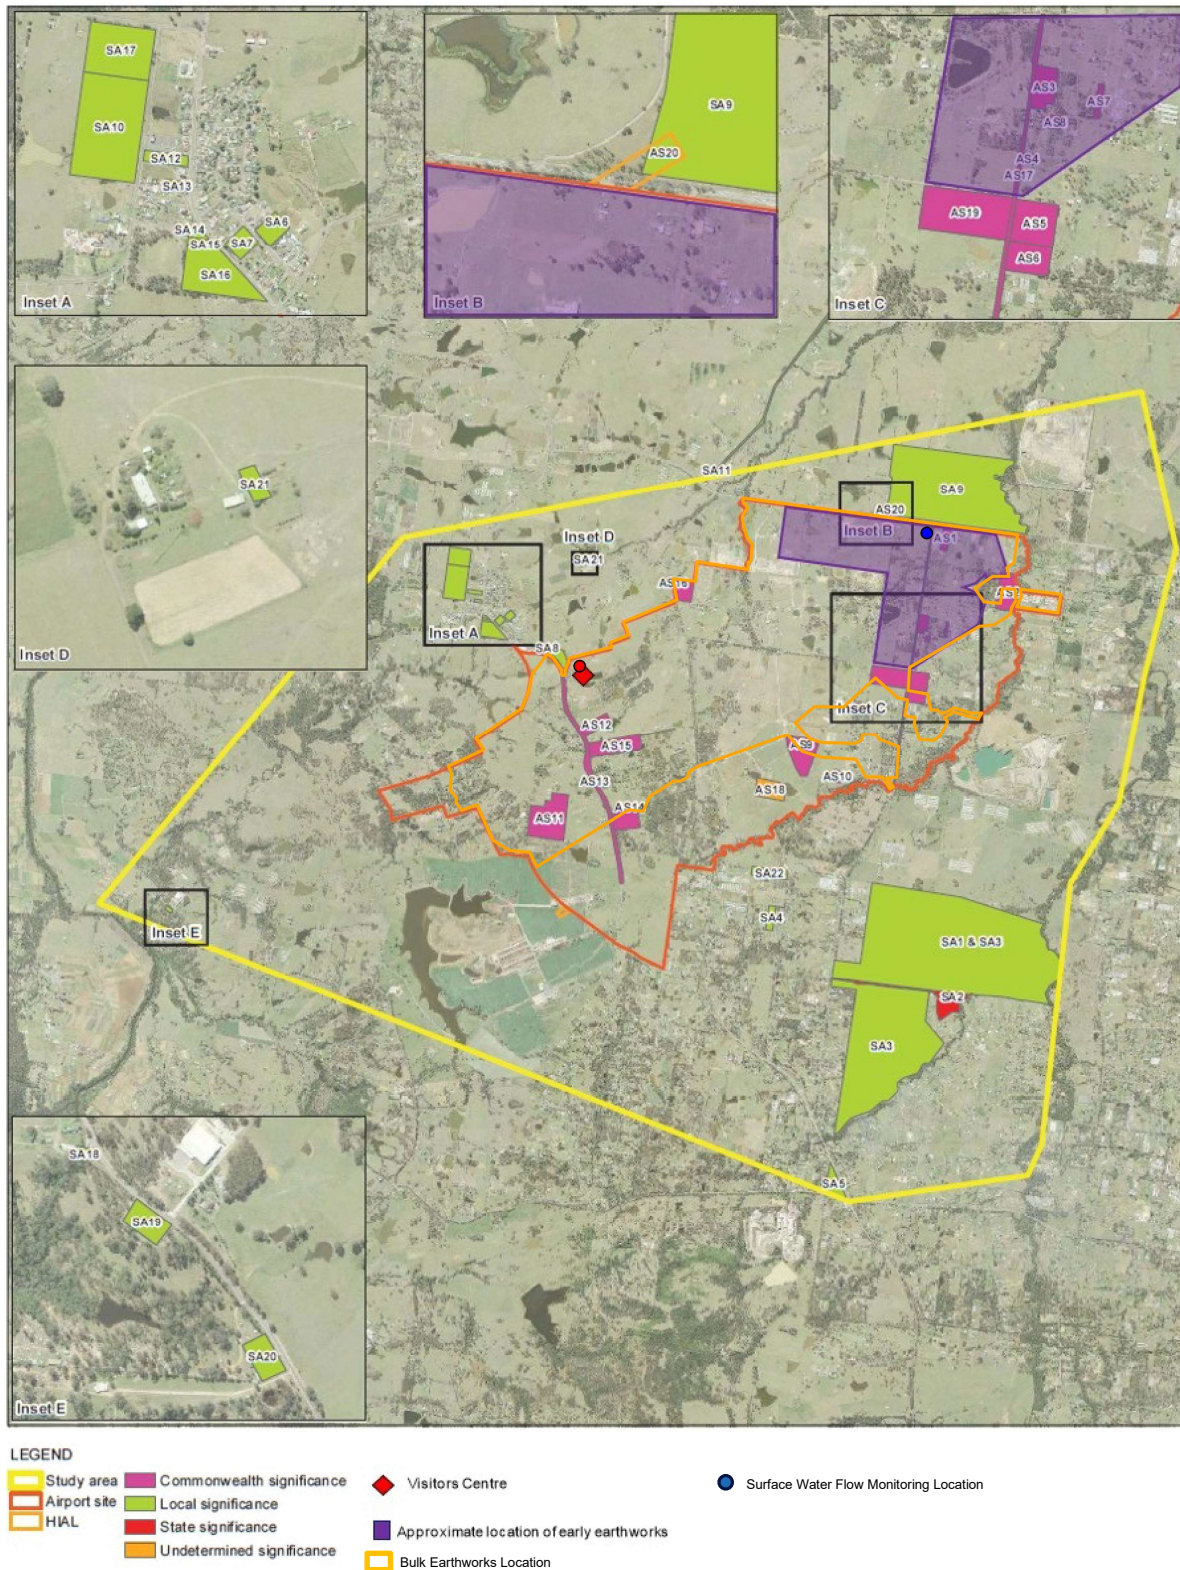 SA17
SA10
SA12
SA13
SA14
SA15
SA7
SA6
SA16
Inset A
SA9
AS20
Inset B
AS3
AS7
AS8
AS4
AS17
AS19
AS5
AS6
Inset C
SA21
Inset D
SA11
SA9
AS20
Inset B
AS1
Inset D
SA21
AS16
Inset A
SA8
Inset C
AS12
AS15
AS9
AS13
AS10
AS18
AS11
AS14
SA22
SA4
Inset E
SA1 & SA3
SA2
SA3
SA5
SA18
SA19
SA20
Inset E
LEGEND
Study area
Airport site
HIAL
Commonwealth significance
Local significance
State significance
Undetermined significance
Visitors Centre
Approximate location of early earthworks
Bulk Earthworks Location
Surface Water Flow Monitoring Location